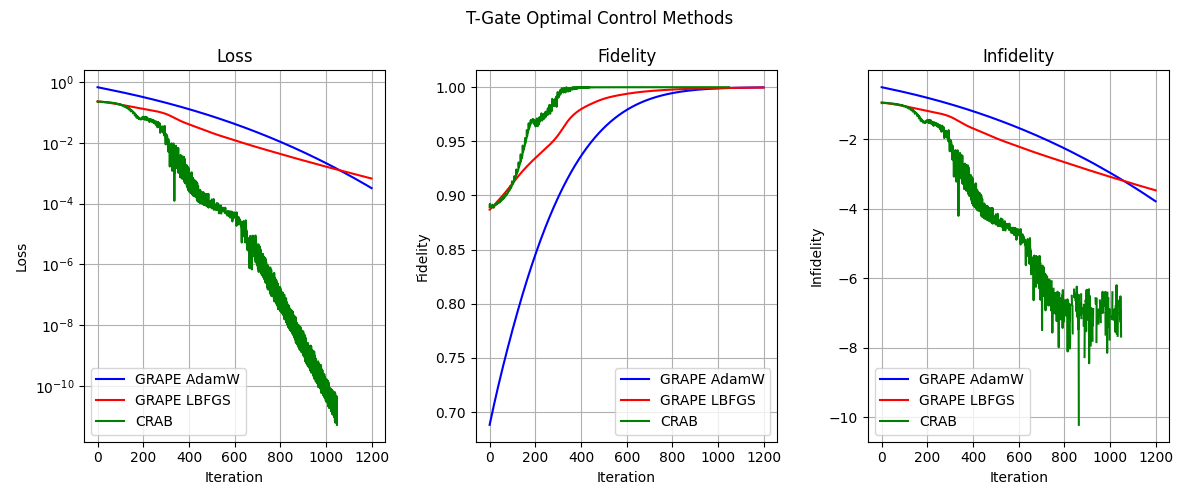 T-Gate Optimal Control Methods
Loss
Loss
10⁰
10⁻²
10⁻⁴
10⁻⁶
10⁻⁸
10⁻¹⁰
GRAPE AdamW
GRAPE LBFGS
CRAB
0 200 400 600 800 1000 1200
Iteration
Fidelity
Fidelity
1.00
0.95
0.90
0.85
0.80
0.75
0.70
GRAPE AdamW
GRAPE LBFGS
CRAB
0 200 400 600 800 1000 1200
Iteration
Infidelity
Infidelity
−2
−4
−6
−8
−10
GRAPE AdamW
GRAPE LBFGS
CRAB
0 200 400 600 800 1000 1200
Iteration